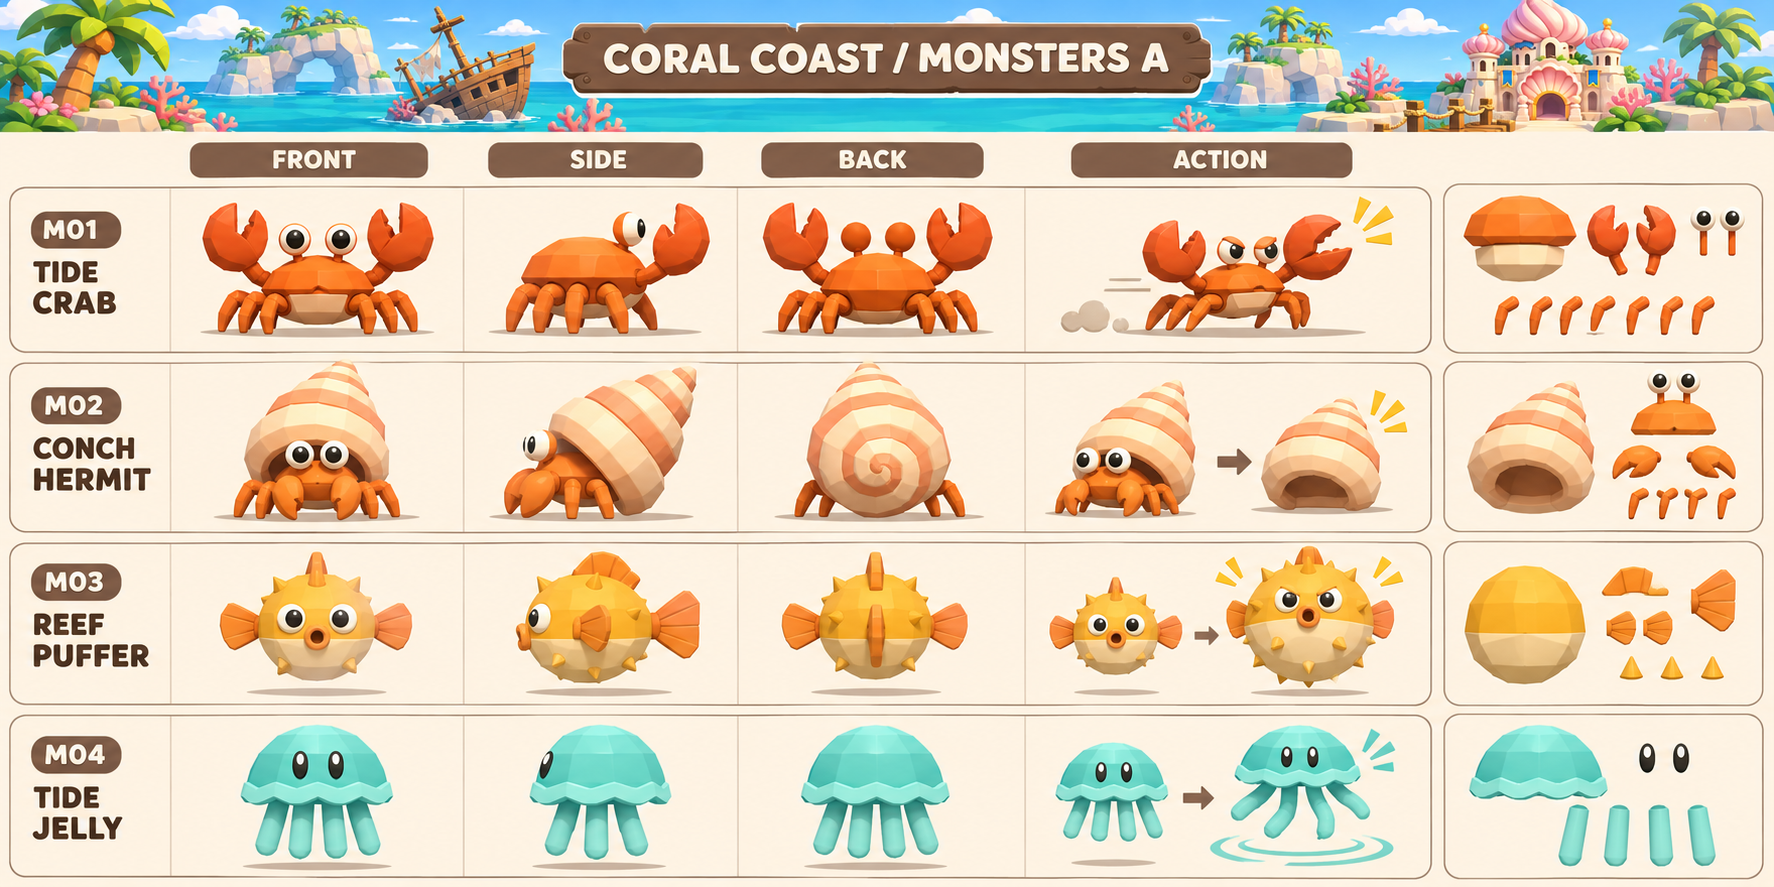 CORAL COAST / MONSTERS A
FRONT
SIDE
BACK
ACTION
M01
TIDE
CRAB
M02
CONCH
HERMIT
M03
REEF
PUFFER
M04
TIDE
JELLY